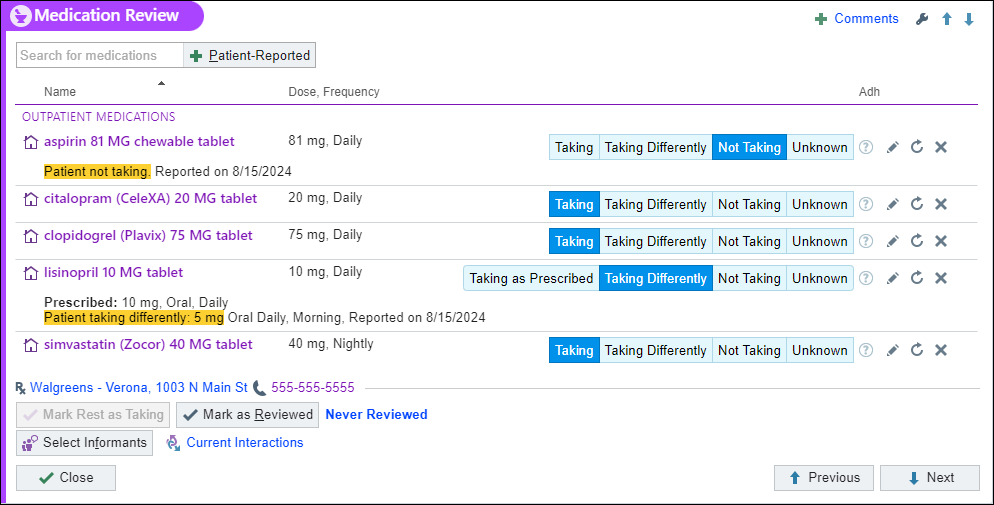 Medication Review
Comments
Search for medications
Patient-Reported
Name Dose, Frequency Adh
OUTPATIENT MEDICATIONS
aspirin 81 MG chewable tablet 81 mg, Daily Taking Taking Differently Not Taking Unknown ?
Patient not taking. Reported on 8/15/2024
citalopram (CeleXA) 20 MG tablet 20 mg, Daily Taking Taking Differently Not Taking Unknown ?
clopidogrel (Plavix) 75 MG tablet 75 mg, Daily Taking Taking Differently Not Taking Unknown ?
lisinopril 10 MG tablet 10 mg, Daily Taking as Prescribed Taking Differently Not Taking Unknown ?
Prescribed: 10 mg, Oral, Daily
Patient taking differently: 5 mg Oral Daily, Morning, Reported on 8/15/2024
simvastatin (Zocor) 40 MG tablet 40 mg, Nightly Taking Taking Differently Not Taking Unknown ?
Rx Walgreens - Verona, 1003 N Main St 555-555-5555
Mark Rest as Taking Mark as Reviewed Never Reviewed
Select Informants Current Interactions
Close Previous Next